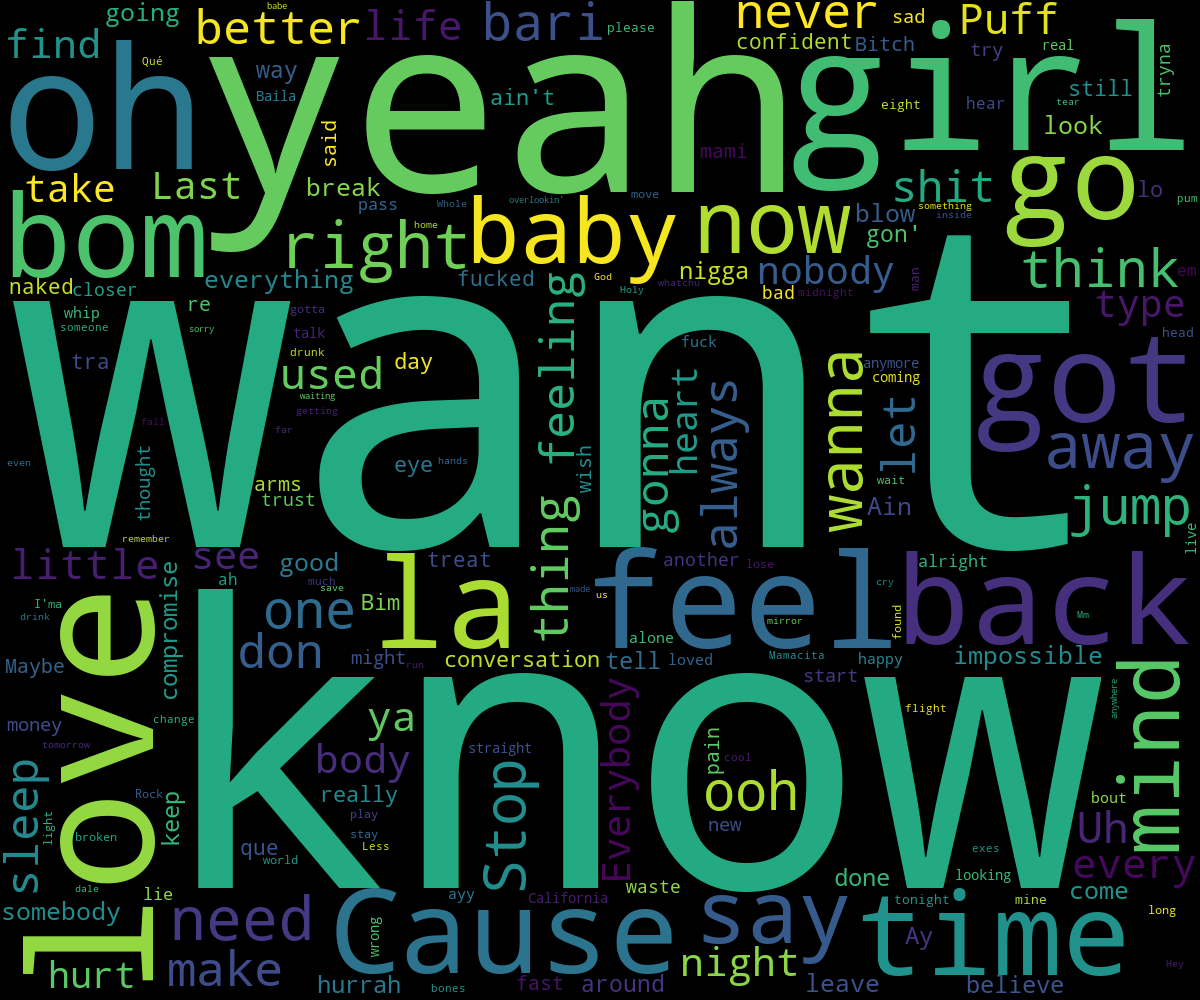 going
babe
better
life
bari
please
never
sad
Puff
find
oh
Qué
way
Baila
yeah
ain't
confident
Bitch
girl
try
real
tryna
eight
hear
tear
still
look
said
mami
take
Last
break
pass
Whole
overlookin'
move
shit
go
lo
pum
bom
right
home
baby
now
blow
something
inside
gon'
think
em
naked
closer
everything
fucked
God
Holy
nigga
whatchu
nobody
bad
midnight
man
type
whip
someone
re
sorry
gotta
talk
drunk
want
feeling
fuck
head
tra
used
waiting
getting
day
far
fall
anymore
coming
got
heart
wanna
let
away
even
thought
arms
trust
eye
hands
wish
gonna
always
wait
Ain
jump
live
remember
little
see
ah
good
much
save
treat
thing
made
us
another
lose
alright
I'ma
drink
love
compromise
one
Bim
la
feel
mirror
cry
found
back
Mm
Maybe
don
might
run
conversation
alone
tell
loved
Mamacita
happy
start
impossible
mind
anywhere
money
tomorrow
change
know
ya
body
straight
Everybody
pain
cool
flight
sleep
light
Rock
broken
keep
really
play
stay
Less
que
world
Stop
ooh
new
bout
Uh
exes
every
dale
lie
somebody
need
Cause
wrong
ayy
California
waste
say
done
looking
tonight
mine
come
long
time
Ay
hurt
make
hurrah
bones
fast
around
night
leave
believe
Hey